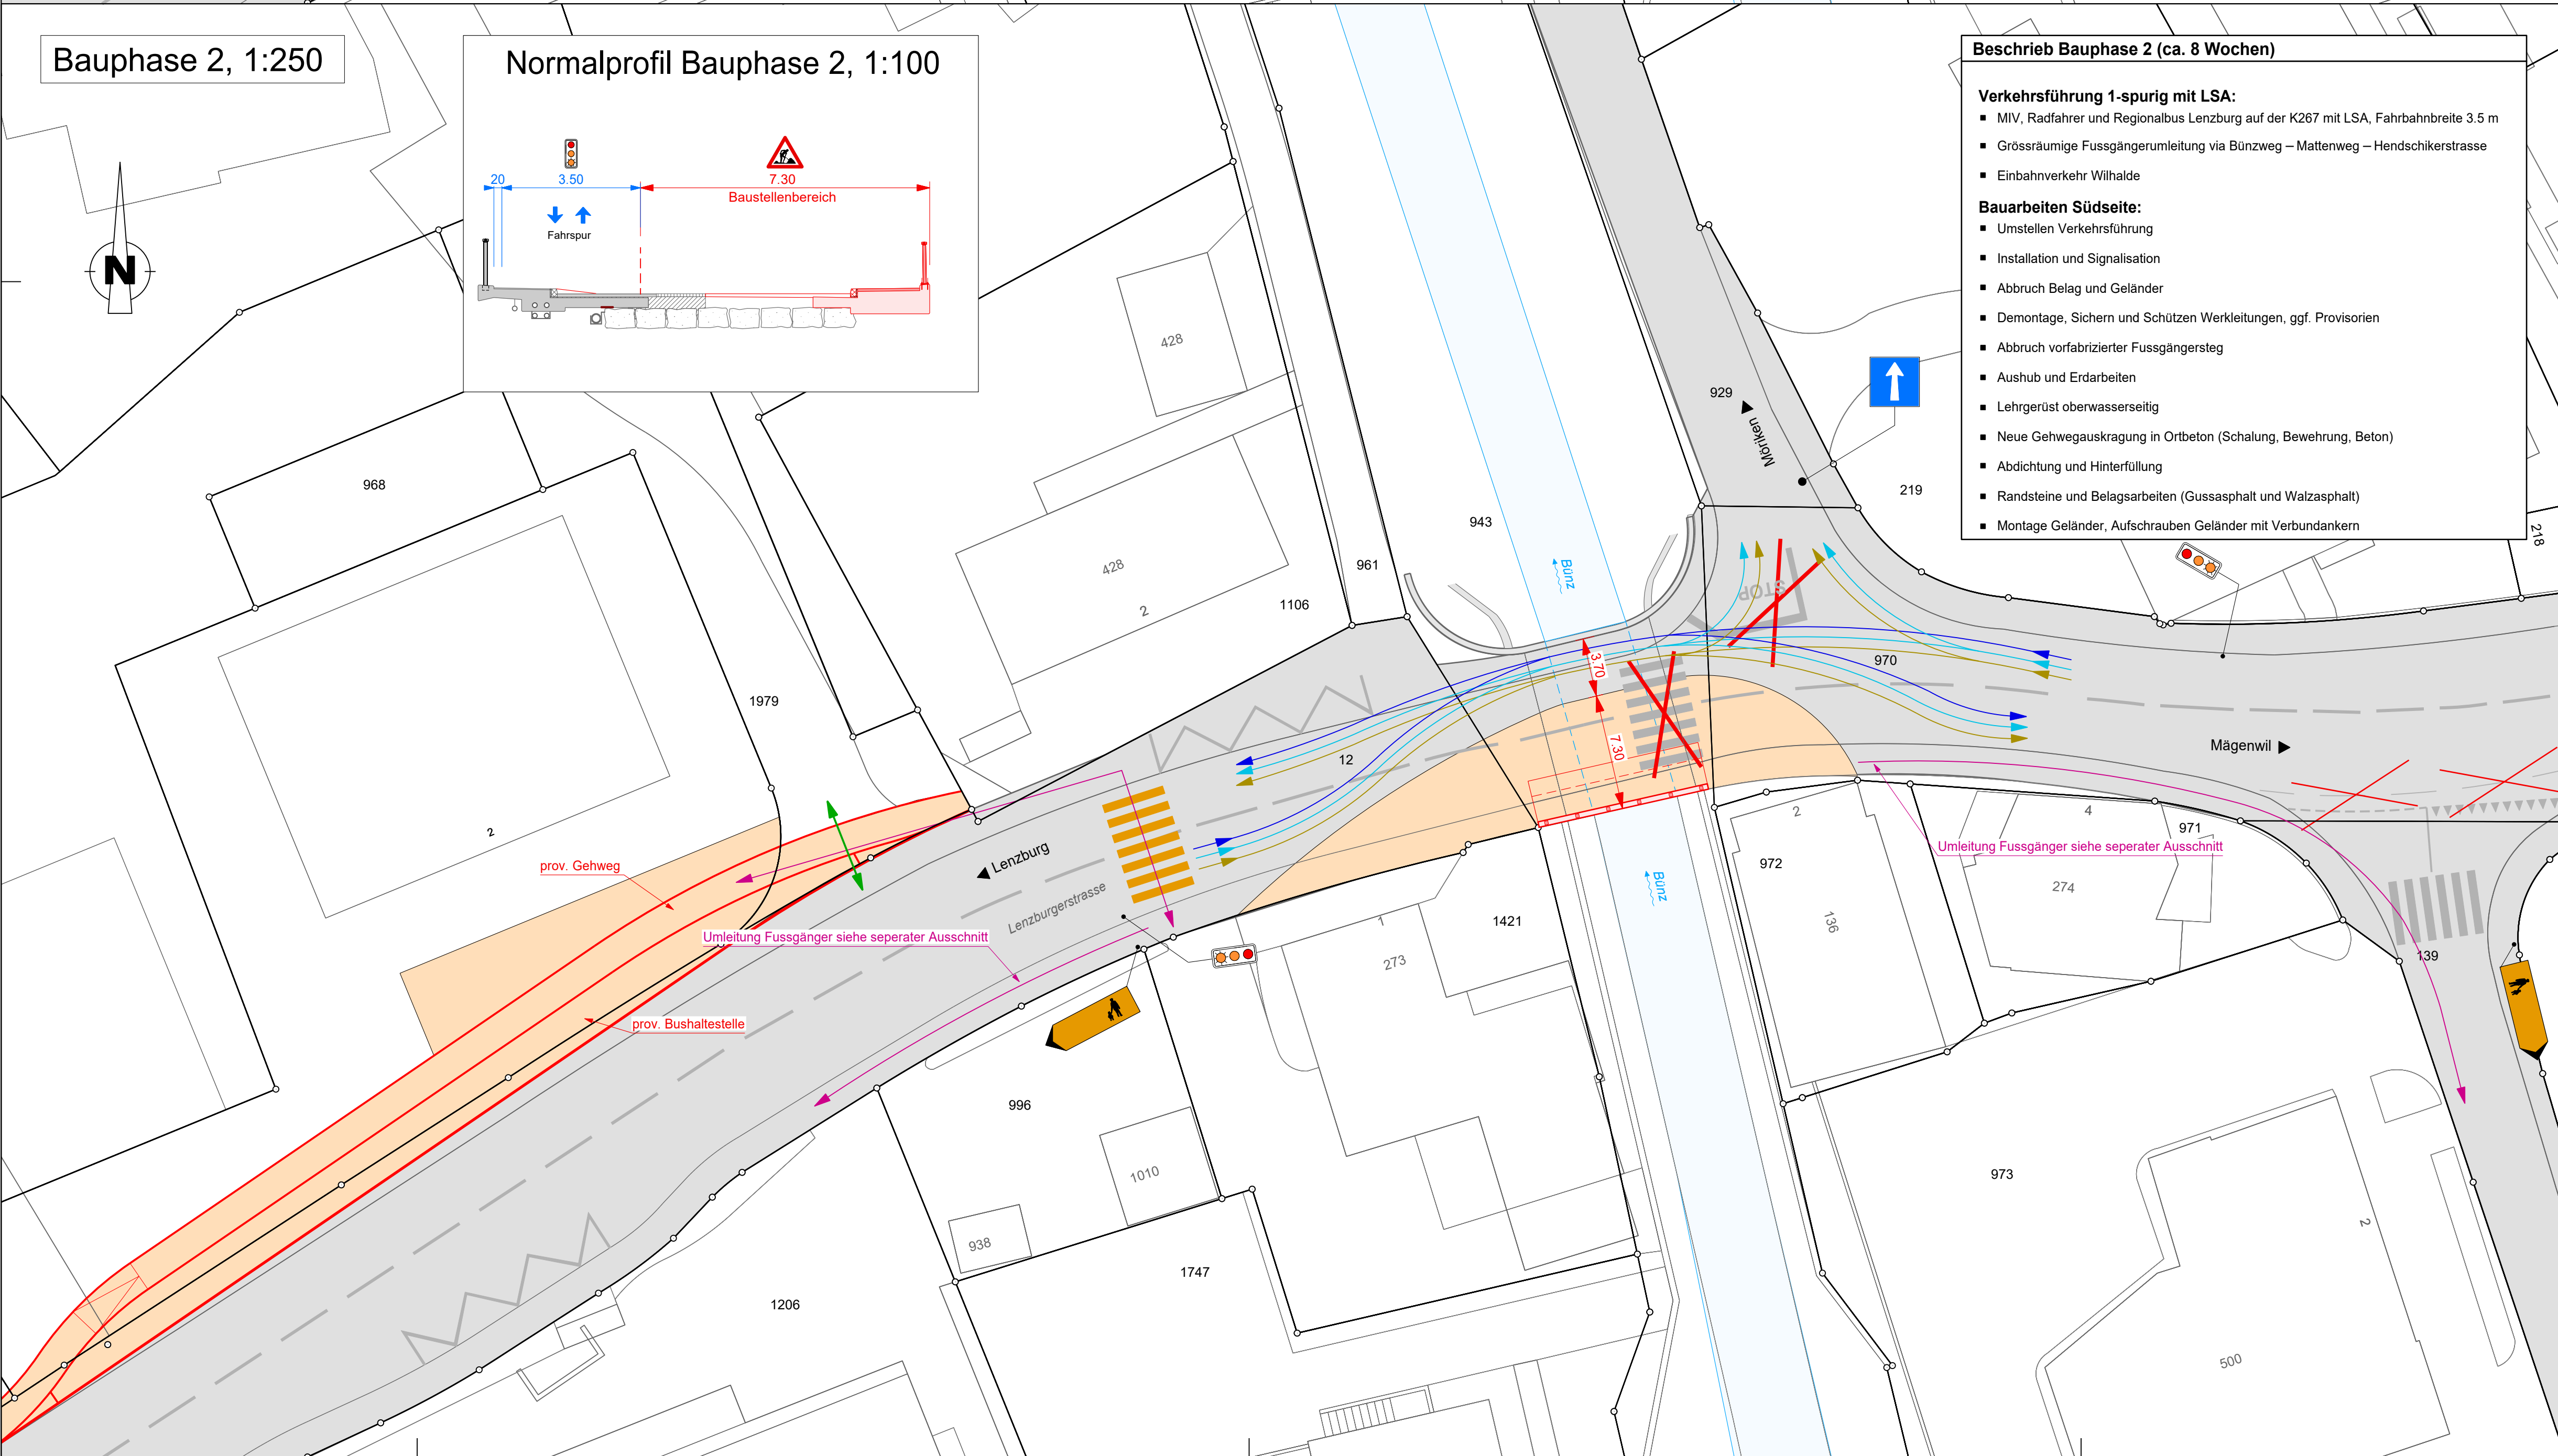 Bauphase 2, 1:250
Normalprofil Bauphase 2, 1:100
20
3.50
7.30
Baustellenbereich
Fahrspur
N
Beschrieb Bauphase 2 (ca. 8 Wochen)
Verkehrsführung 1-spurig mit LSA:
▪ MIV, Radfahrer und Regionalbus Lenzburg auf der K267 mit LSA, Fahrbahnbreite 3.5 m
▪ Grössräumige Fussgängerumleitung via Bünzweg – Mattenweg – Hendschikerstrasse
▪ Einbahnverkehr Wilhalde
Bauarbeiten Südseite:
▪ Umstellen Verkehrsführung
▪ Installation und Signalisation
▪ Abbruch Belag und Geländer
▪ Demontage, Sichern und Schützen Werkleitungen, ggf. Provisorien
▪ Abbruch vorfabrizierter Fussgängersteg
▪ Aushub und Erdarbeiten
▪ Lehrgerüst oberwasserseitig
▪ Neue Gehwegauskragung in Ortbeton (Schalung, Bewehrung, Beton)
▪ Abdichtung und Hinterfüllung
▪ Randsteine und Belagsarbeiten (Gussasphalt und Walzasphalt)
▪ Montage Geländer, Aufschrauben Geländer mit Verbundankern
428
929
Möriken
968
219
943
218
961
Bünz
428
2
1106
STOP
3.70
970
1979
7.30
12
Mägenwil
2
2
4
971
Umleitung Fussgänger siehe seperater Ausschnitt
prov. Gehweg
Lenzburg
972
274
Bünz
Lenzburgerstrasse
1
1421
136
Umleitung Fussgänger siehe seperater Ausschnitt
273
139
prov. Bushaltestelle
996
1010
973
938
1747
2
1206
500